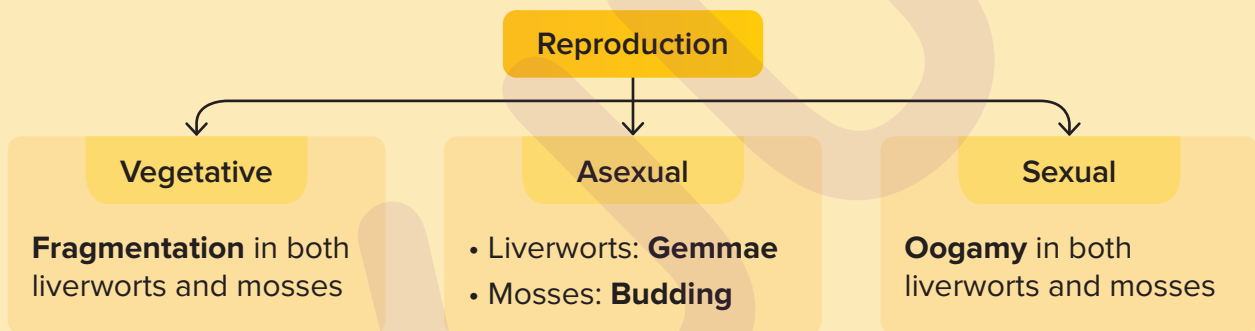 Reproduction
Vegetative
Fragmentation in both
liverworts and mosses
Asexual
• Liverworts: Gemmae
• Mosses: Budding
Sexual
Oogamy in both
liverworts and mosses